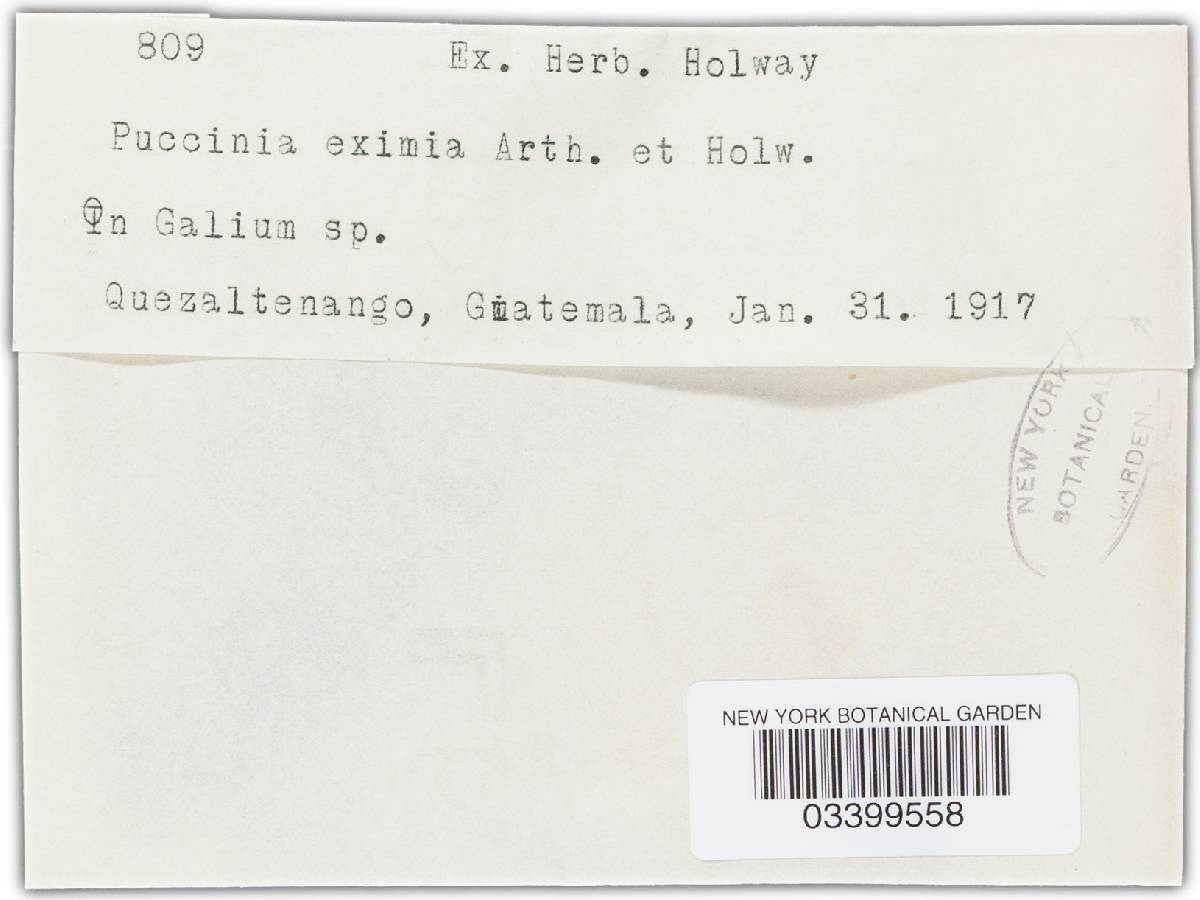 809 Ex. Herb. Holway
Puccinia eximia Arth. et Holw.
On Galium sp.
Quezaltenango, Guatemala, Jan. 31. 1917
NEW YORK
BOTANICAL
GARDEN.
NEW YORK BOTANICAL GARDEN
03399558